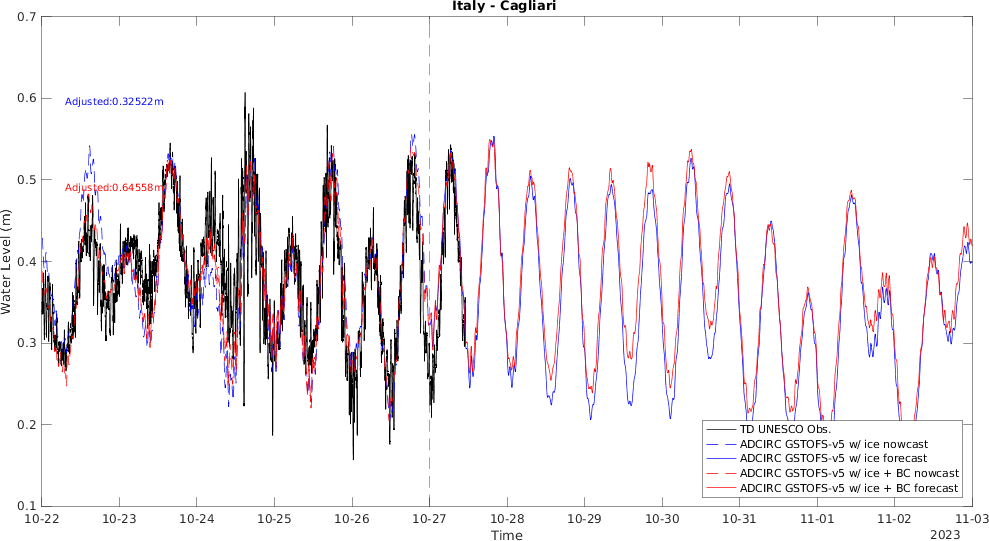 Italy - Cagliari
0.7
0.6
0.5
0.4
0.3
0.2
0.1
Water Level (m)
Adjusted:0.32522m
Adjusted:0.64558m
TD UNESCO Obs.
ADCIRC GSTOFS-v5 w/ ice nowcast
ADCIRC GSTOFS-v5 w/ ice forecast
ADCIRC GSTOFS-v5 w/ ice + BC nowcast
ADCIRC GSTOFS-v5 w/ ice + BC forecast
10-22 10-23 10-24 10-25 10-26 10-27 10-28 10-29 10-30 10-31 11-01 11-02 11-03
Time
2023